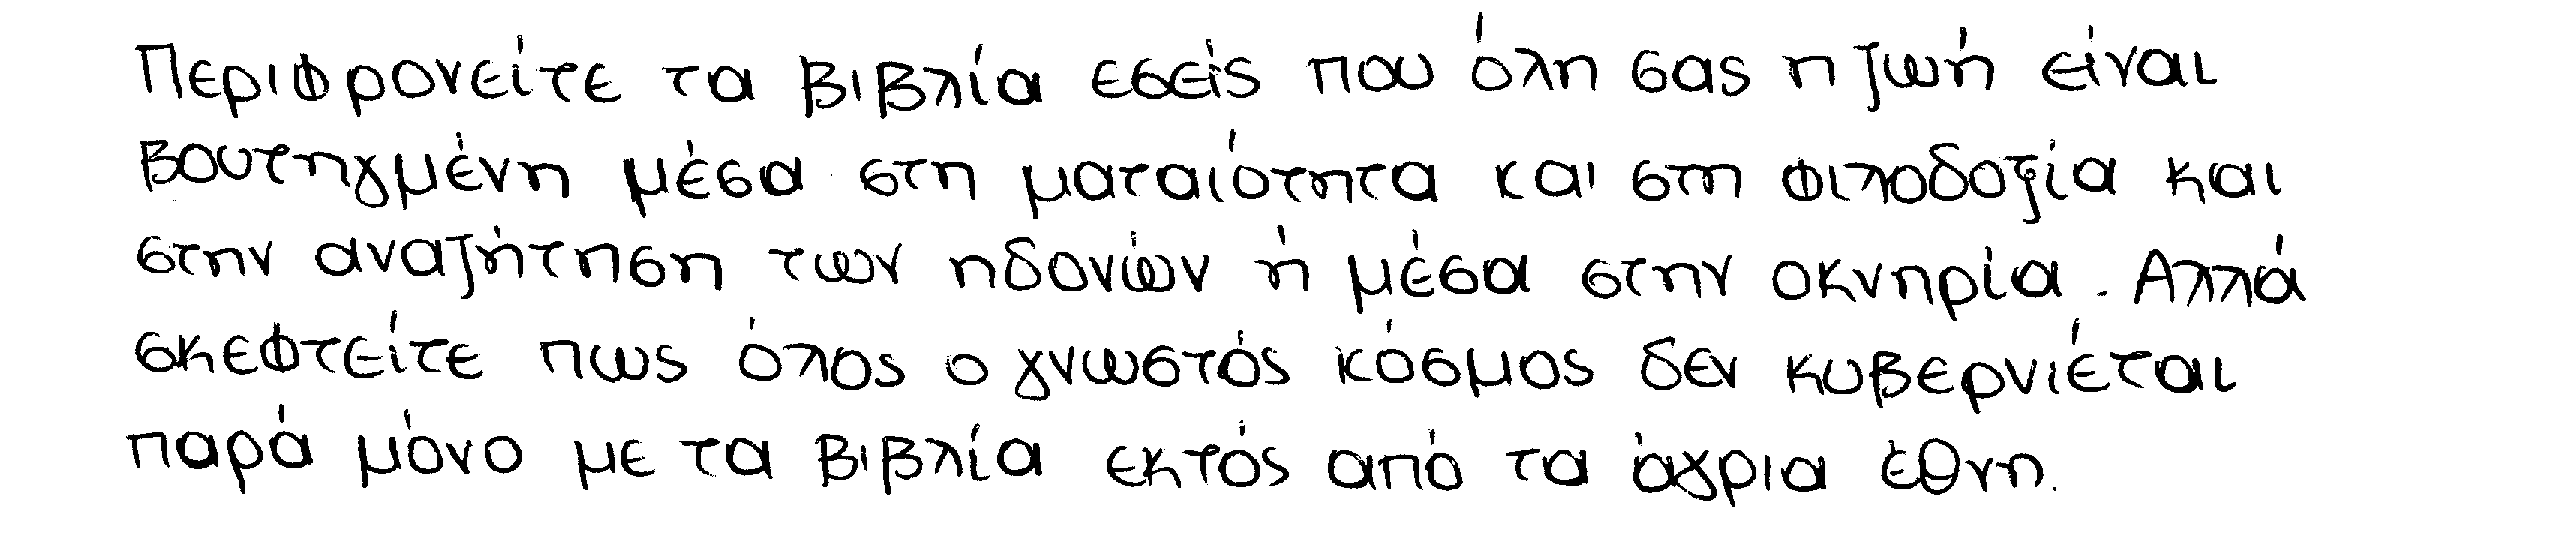 Περιφρονείτε τα βιβλία εσείς που όλη σας η ζωή είναι
βουτηγμένη μέσα στη ματαιότητα και στη φιλοδοξία και
στην αναζήτηση των ηδονών ή μέσα στην οκνηρία. Αλλά
σκεφτείτε πως όλος ο γνωστός κόσμος δεν κυβερνιέται
παρά μόνο με τα βιβλία εκτός από τα άγρια έθνη.